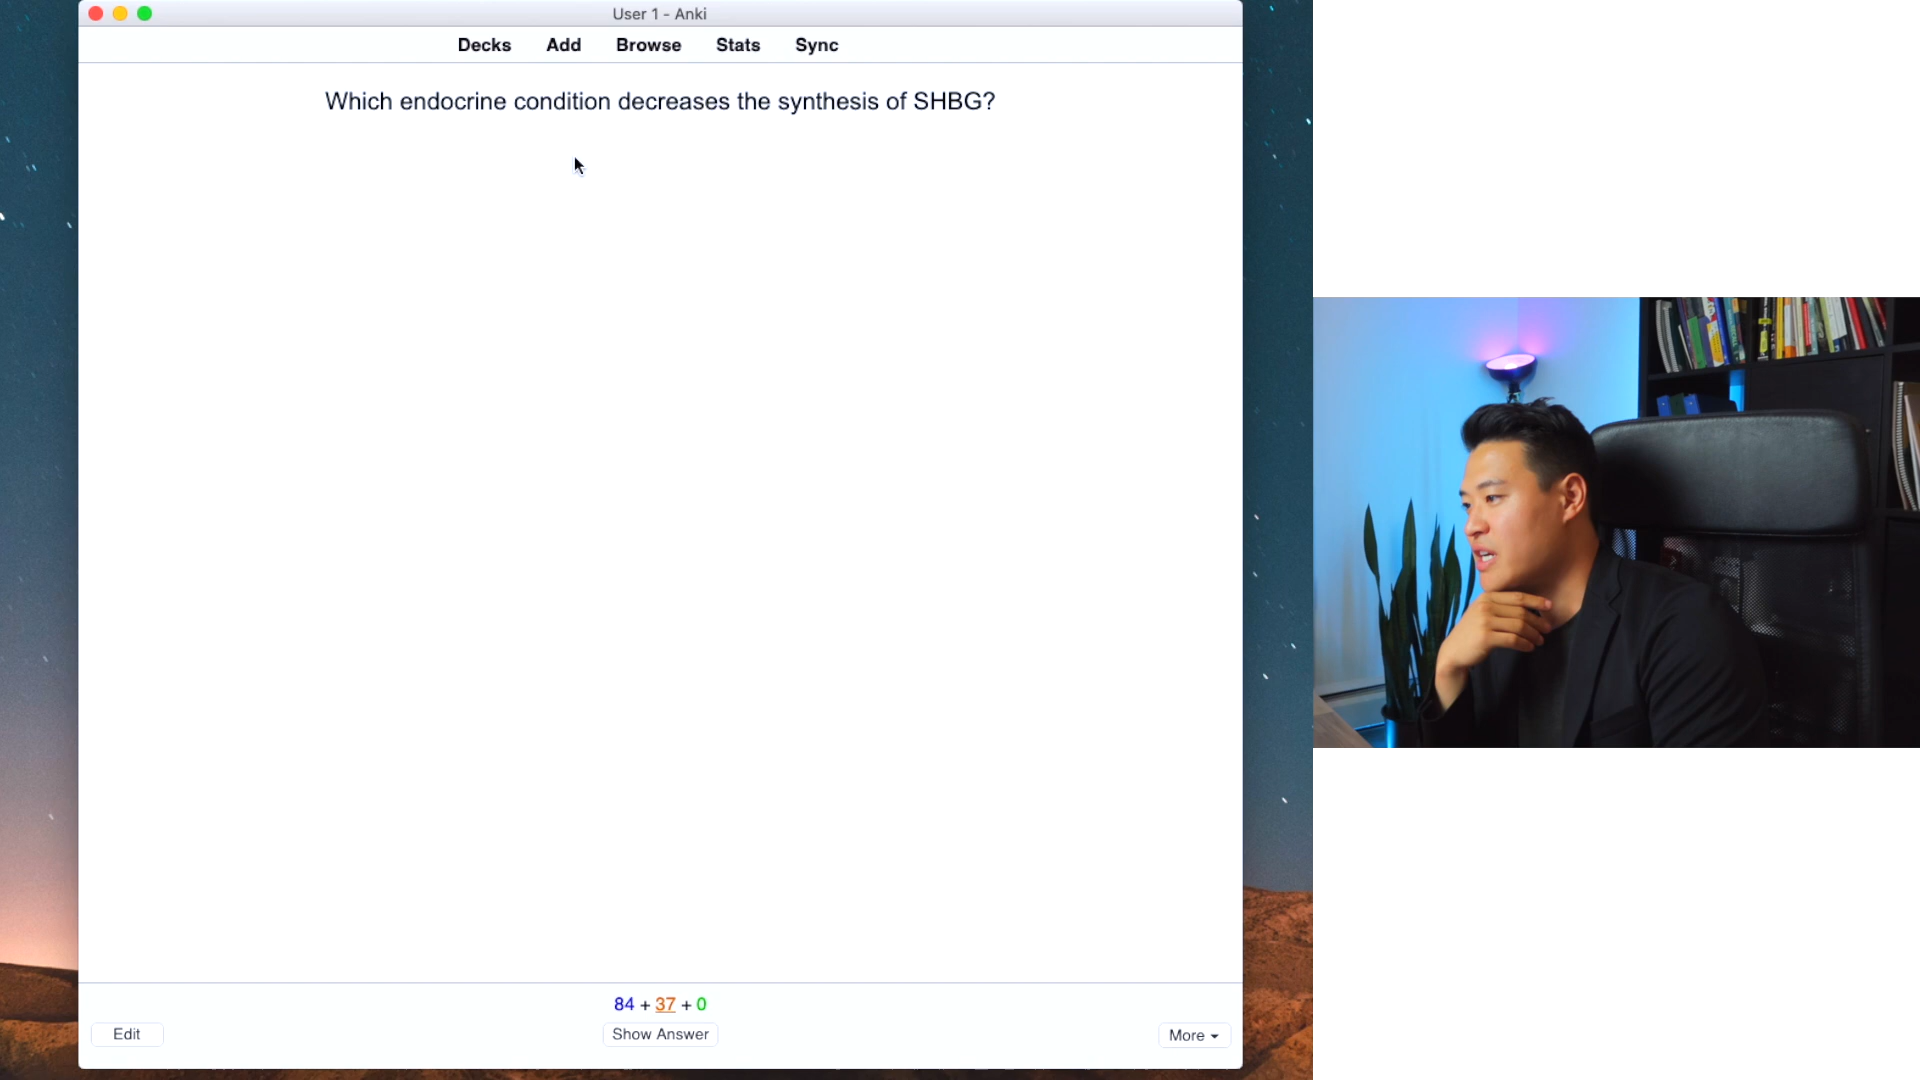 User 1 - Anki
Decks Add Browse Stats Sync
Which endocrine condition decreases the synthesis of SHBG?
84 + 37 + 0
Edit Show Answer More